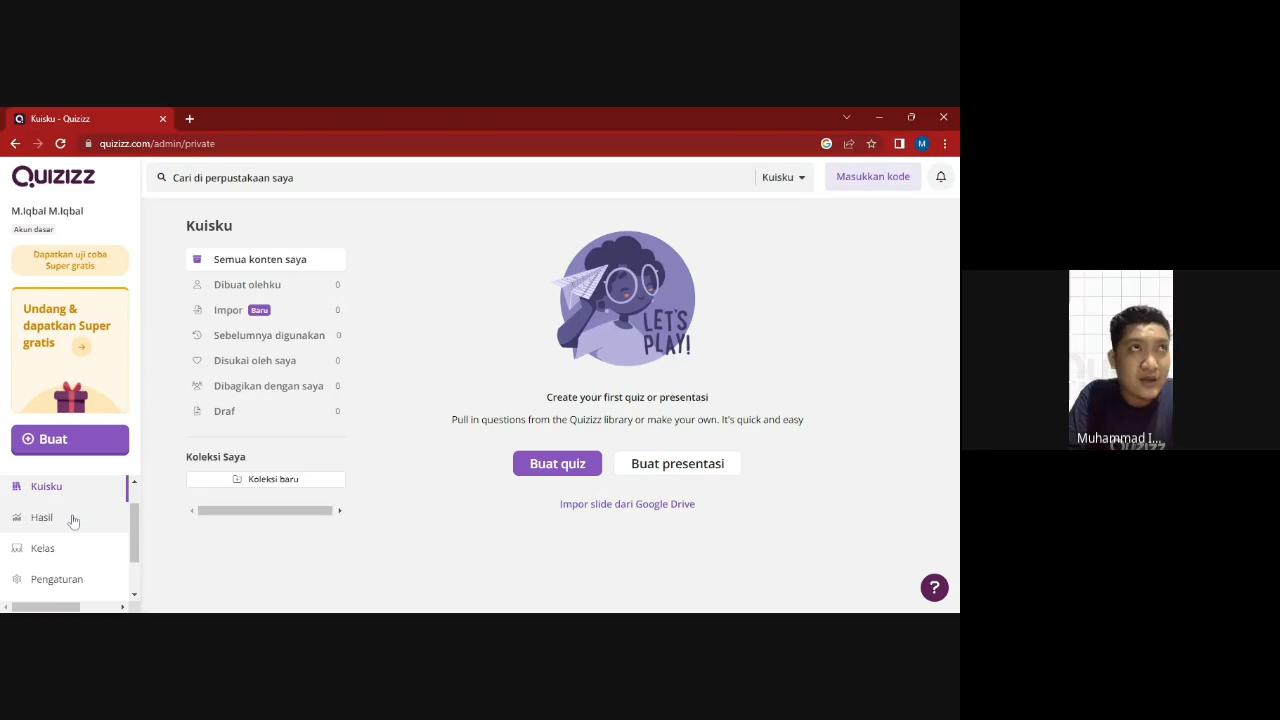 Kuisku - Quizizz
quizizz.com/admin/private
M
QUIZIZZ
Cari di perpustakaan saya
Kuisku
Masukkan kode
M.Iqbal M.Iqbal
Akun dasar
Dapatkan uji coba
Super gratis
Undang &
dapatkan Super
gratis
Buat
Kuisku
Hasil
Kelas
Pengaturan
Kuisku
Semua konten saya
Dibuat olehku 0
Impor Baru 0
Sebelumnya digunakan 0
Disukai oleh saya 0
Dibagikan dengan saya 0
Draf 0
Koleksi Saya
Koleksi baru
LET'S
PLAY!
Create your first quiz or presentasi
Pull in questions from the Quizizz library or make your own. It's quick and easy
Buat quiz
Buat presentasi
Impor slide dari Google Drive
?
Muhammad I...